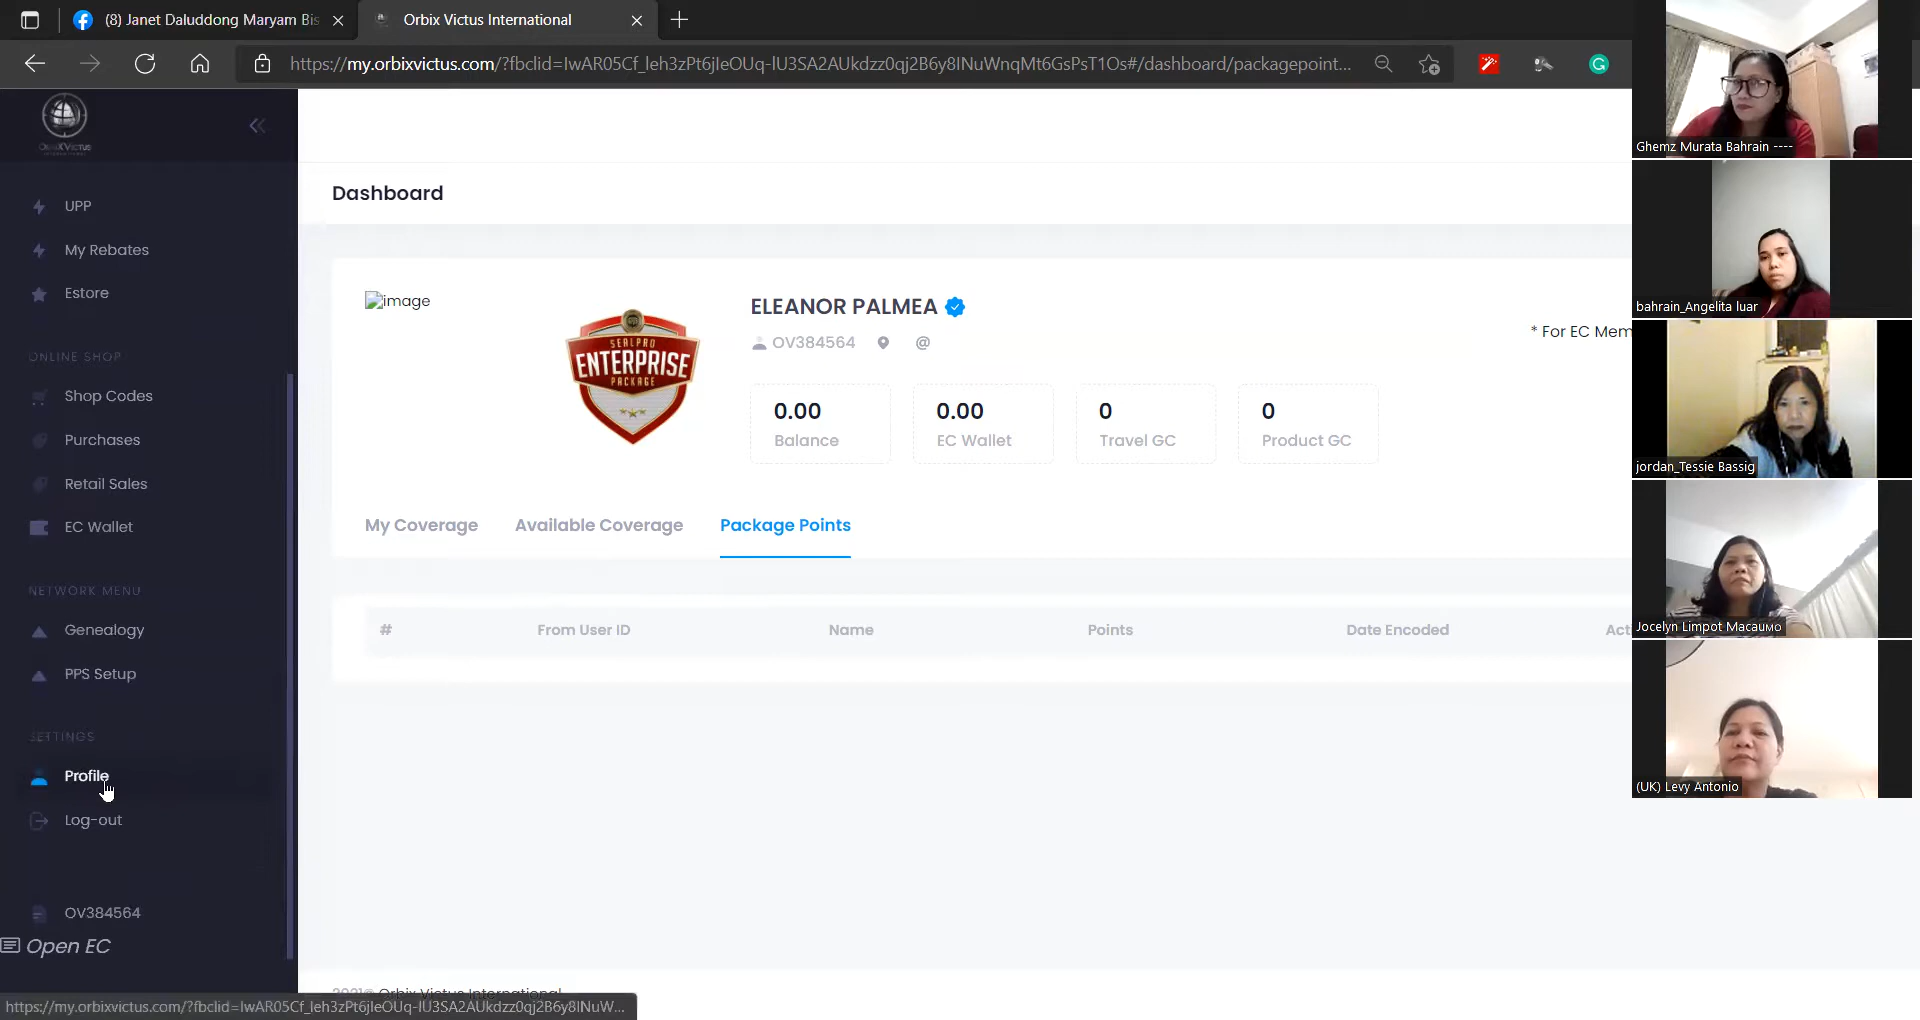 (8) Janet Daluddong Maryam Bis
Orbix Victus International
https://my.orbixvictus.com/?fbclid=IwAR05Cf_leh3zPt6jIeOUq-lU3SA2AUkdzz0qj2B6y8INuWnqMt6GsPsT1Os#/dashboard/packagepoint...
UPP
My Rebates
Estore
ONLINE SHOP
Shop Codes
Purchases
Retail Sales
EC Wallet
NETWORK MENU
Genealogy
PPS Setup
SETTINGS
Profile
Log-out
OV384564
Open EC
Dashboard
image
SEALPRO
ENTERPRISE
PACKAGE
ELEANOR PALMEA
OV384564 @
* For EC Mem
0.00
Balance
0.00
EC Wallet
0
Travel GC
0
Product GC
My Coverage Available Coverage Package Points
# From User ID Name Points Date Encoded Acti
2021© Orbix Victus International
https://my.orbixvictus.com/?fbclid=IwAR05Cf_leh3zPt6jIeOUq-lU3SA2AUkdzz0qj2B6y8INuW...
Ghemz Murata Bahrain ----
bahrain_Angelita luar
jordan_Tessie Bassig
Jocelyn Limpot Macauмo
(UK) Levy Antonio